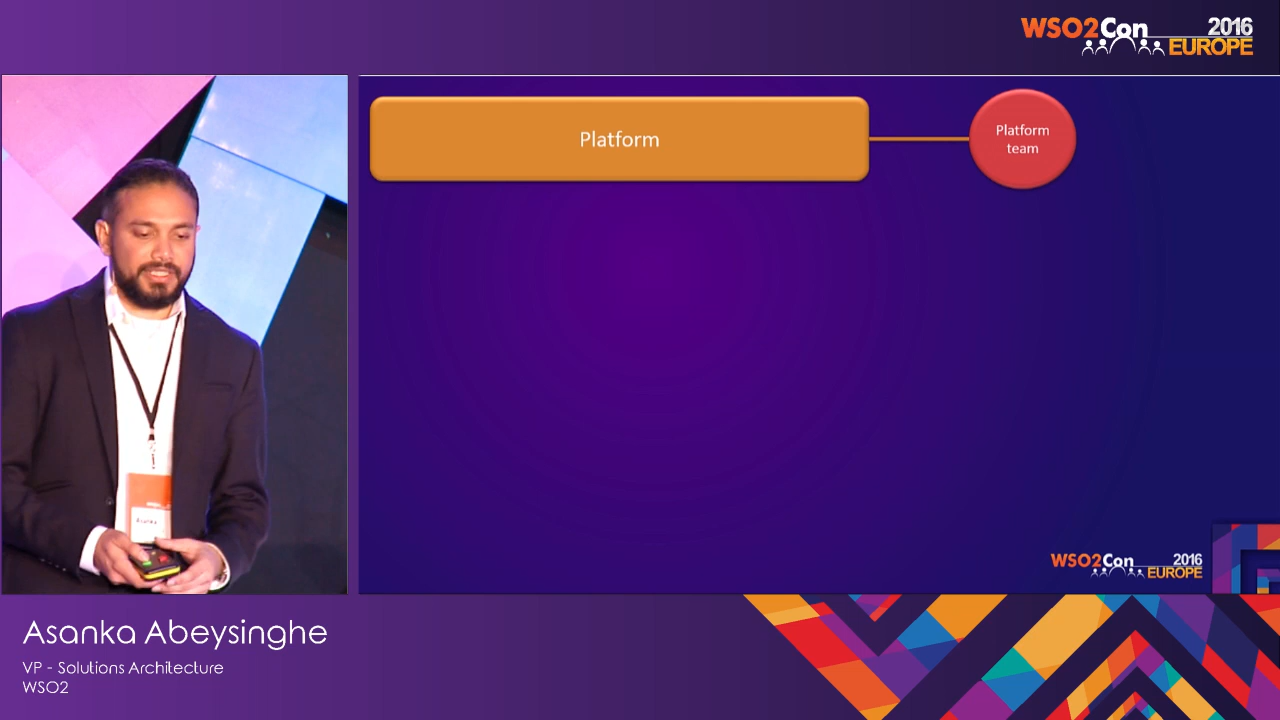 WSO2Con 2016
EUROPE
Platform
Platform
team
WSO2Con 2016
EUROPE
Asanka Abeysinghe
VP - Solutions Architecture
WSO2